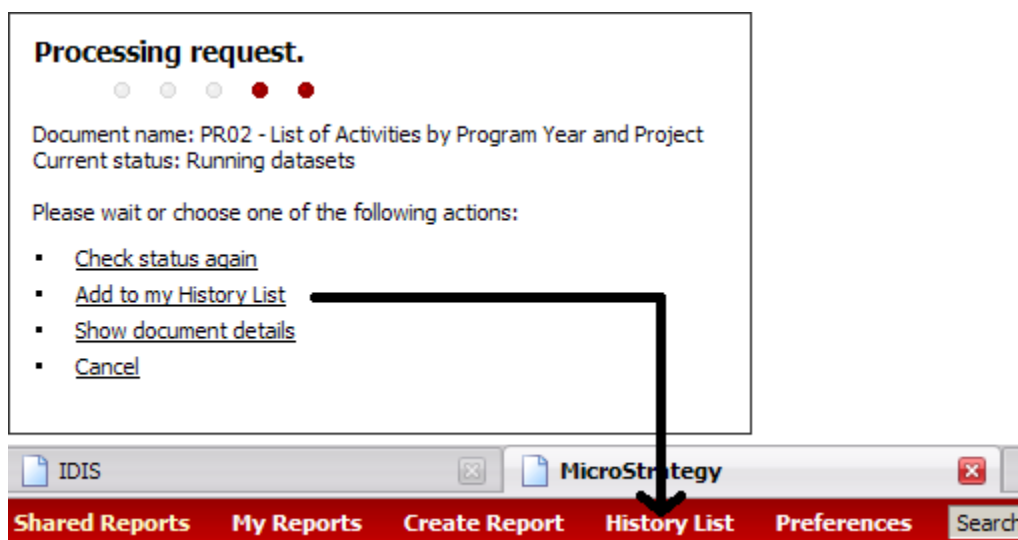 Processing request.
Document name: PR02 - List of Activities by Program Year and Project
Current status: Running datasets
Please wait or choose one of the following actions:
Check status again
Add to my History List
Show document details
Cancel
IDIS
MicroStrategy
Shared Reports My Reports Create Report History List Preferences Search